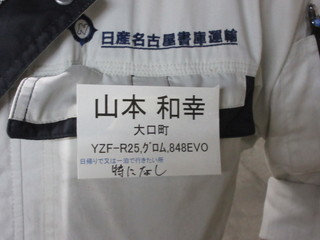 日産名古屋書庫運輸
山本 和幸
大口町
YZF-R25,グロム,848EVO
日帰りで又は一泊で行きたい所
特になし